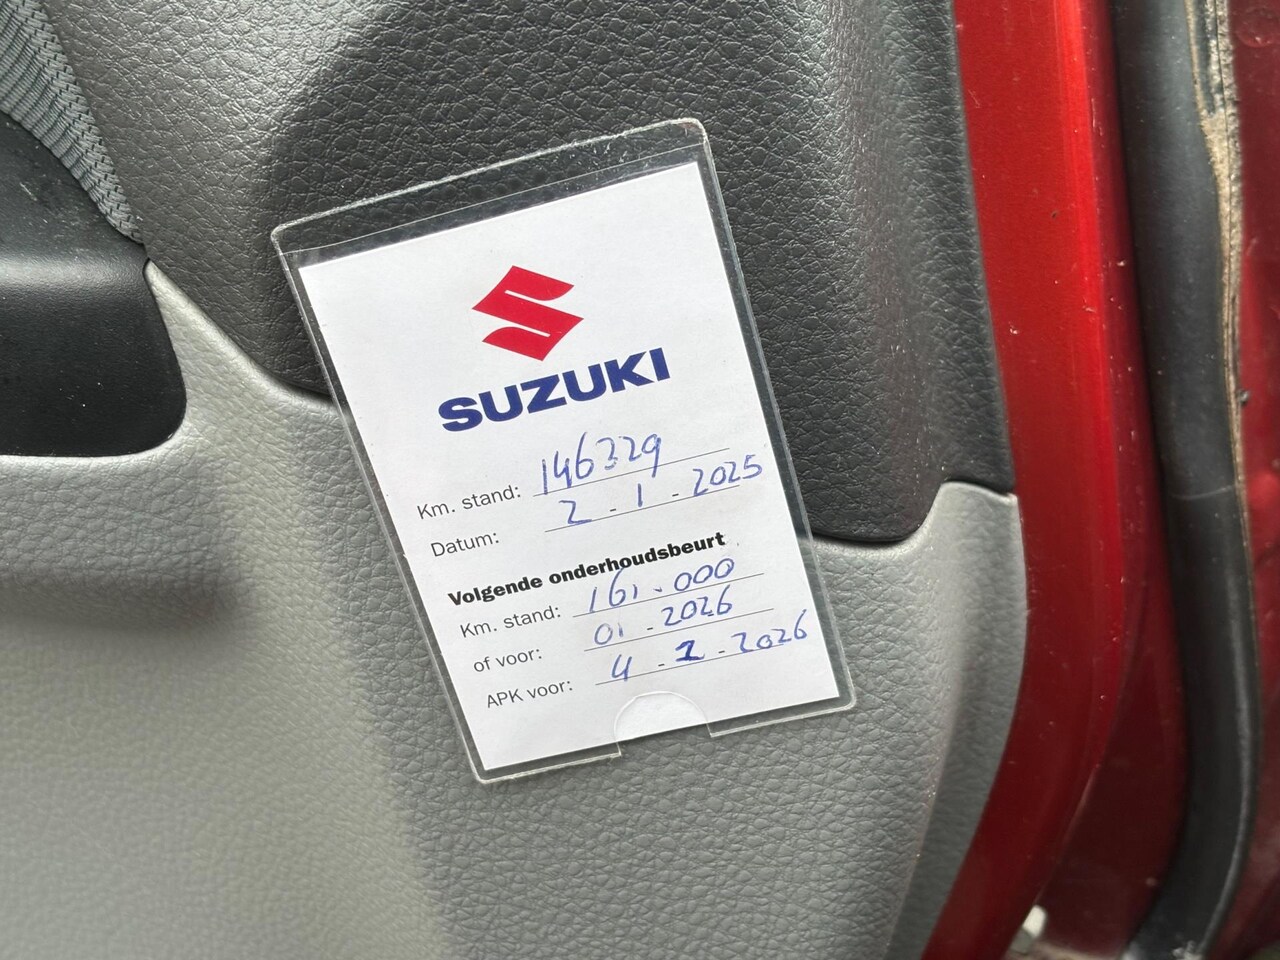 SUZUKI
Km. stand: 146329
Datum: 2 - 1 - 2025
Volgende onderhoudsbeurt
Km. stand: 161.000
of voor: 01 - 2026
APK voor: 4 - 2 - 2026